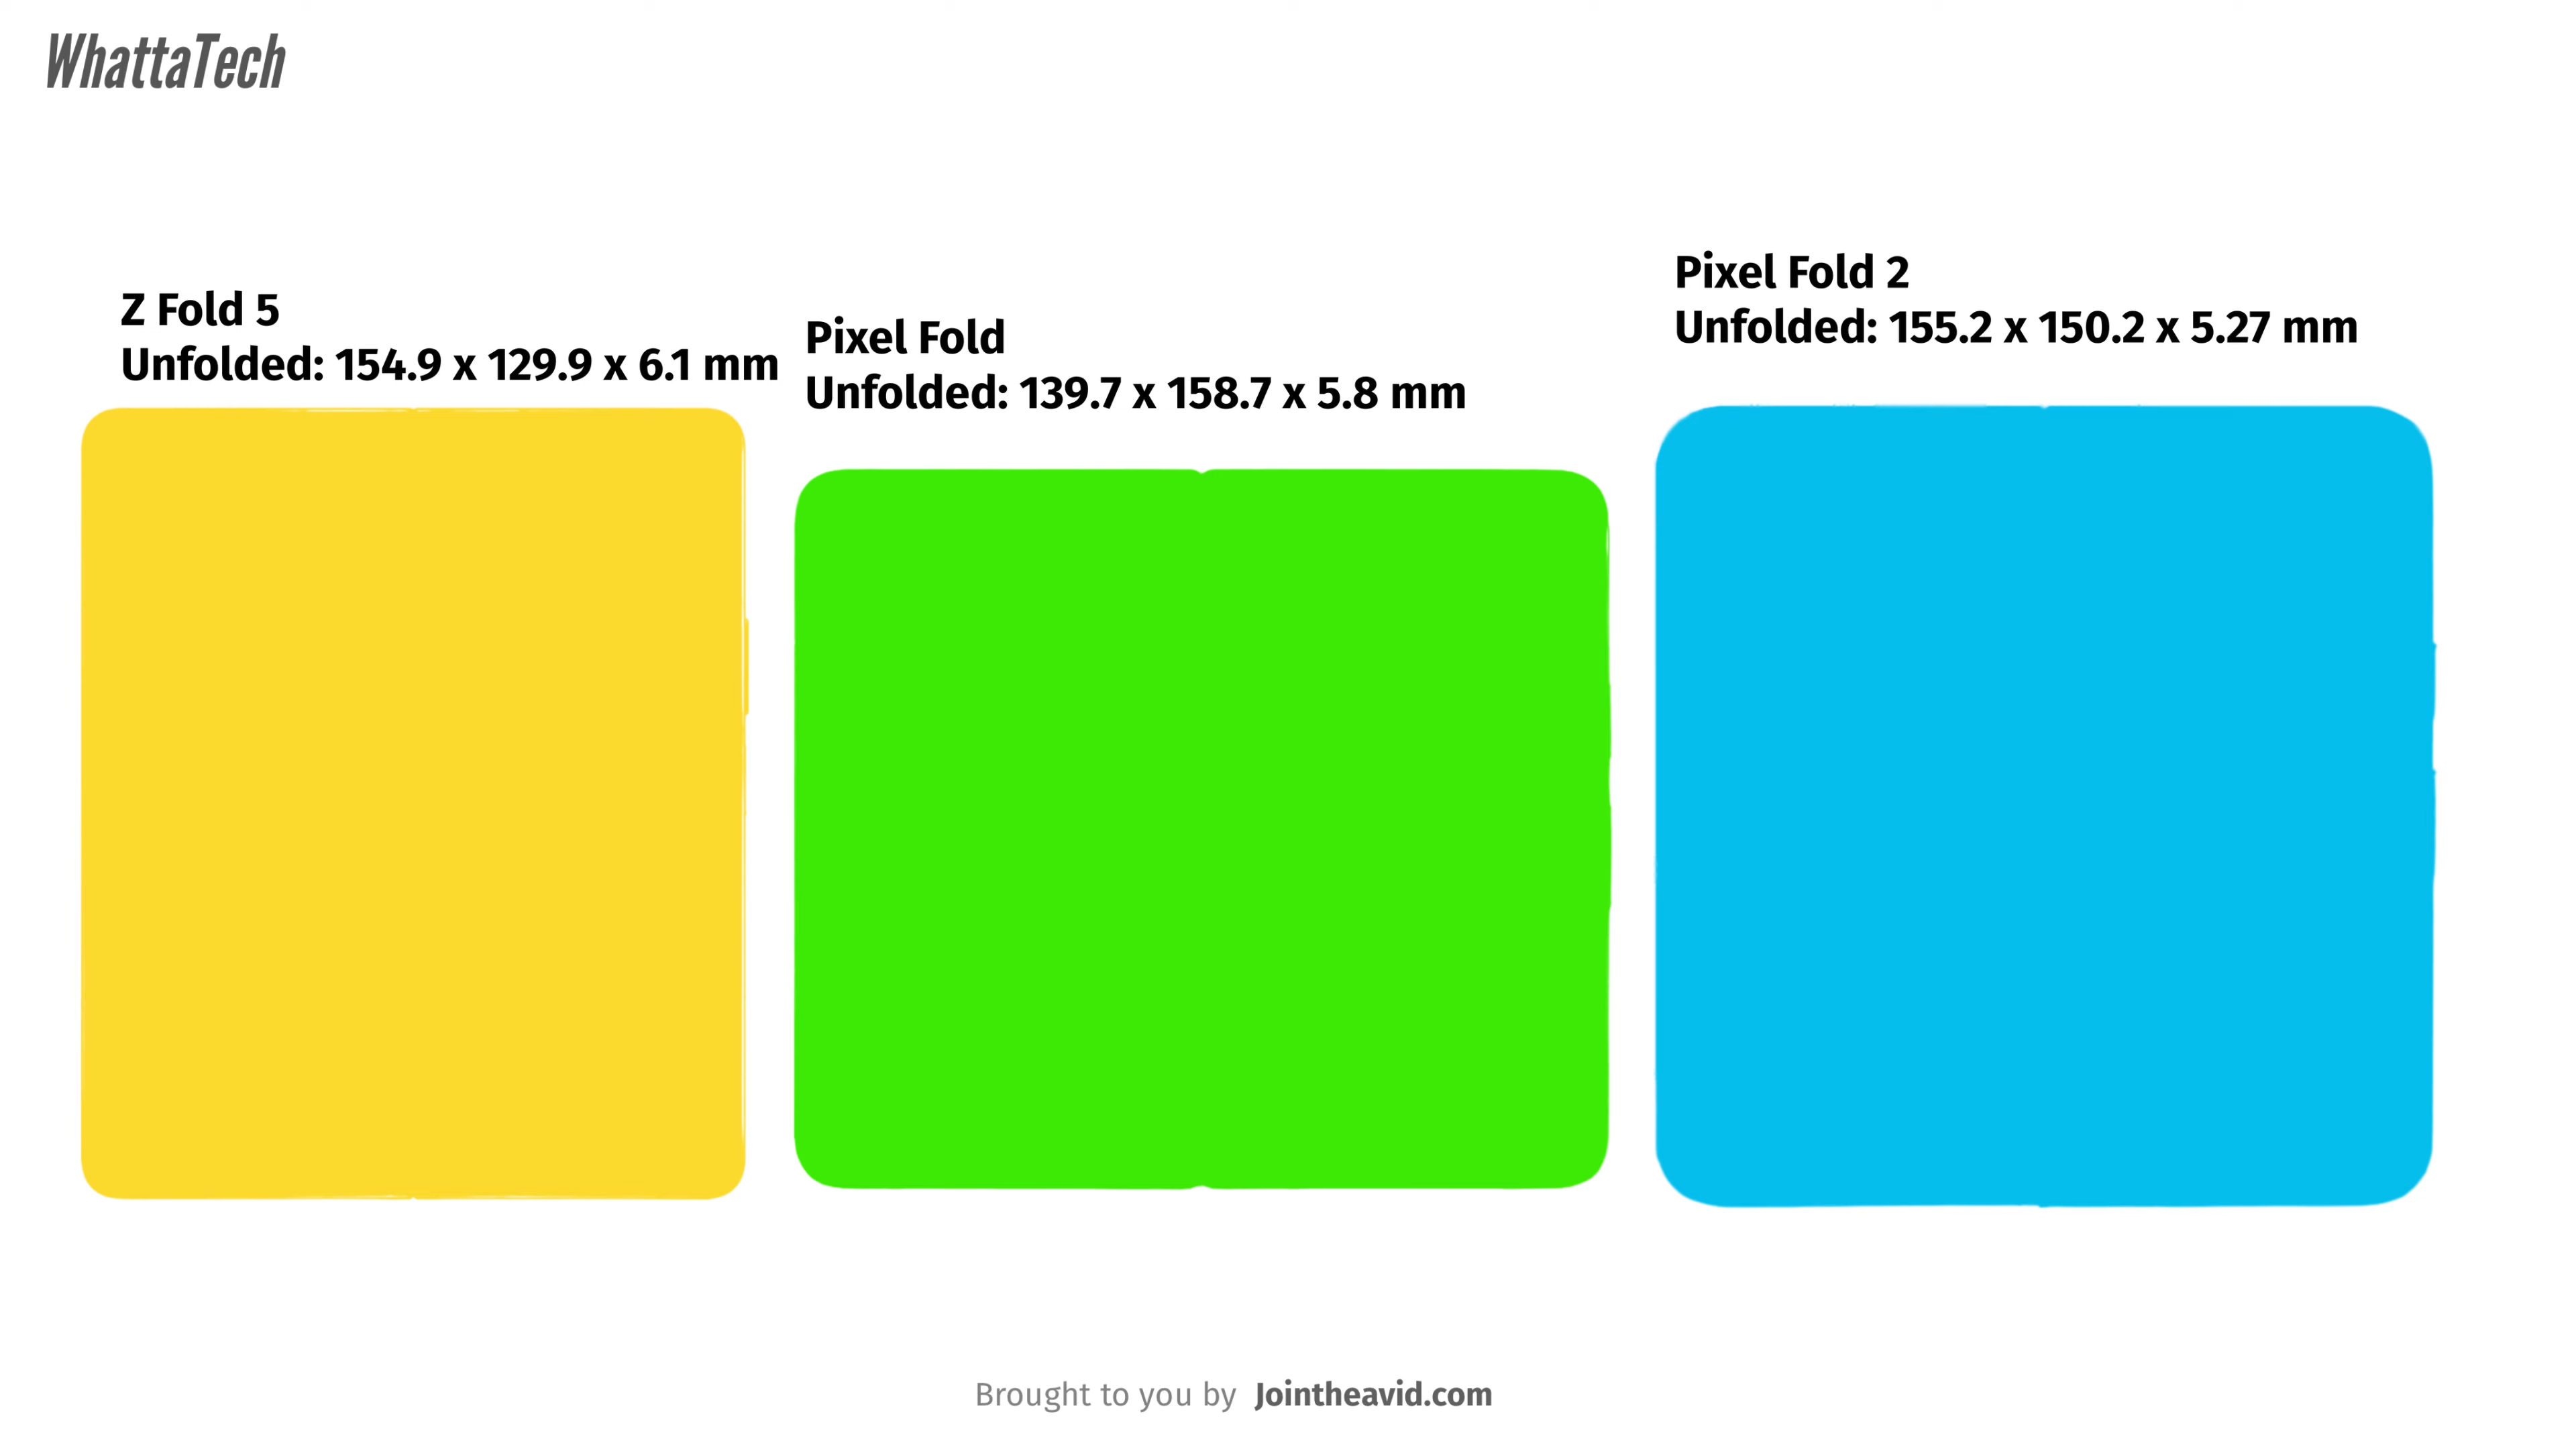 WhattaTech
Z Fold 5
Unfolded: 154.9 x 129.9 x 6.1 mm
Pixel Fold
Unfolded: 139.7 x 158.7 x 5.8 mm
Pixel Fold 2
Unfolded: 155.2 x 150.2 x 5.27 mm
Brought to you by Jointheavid.com